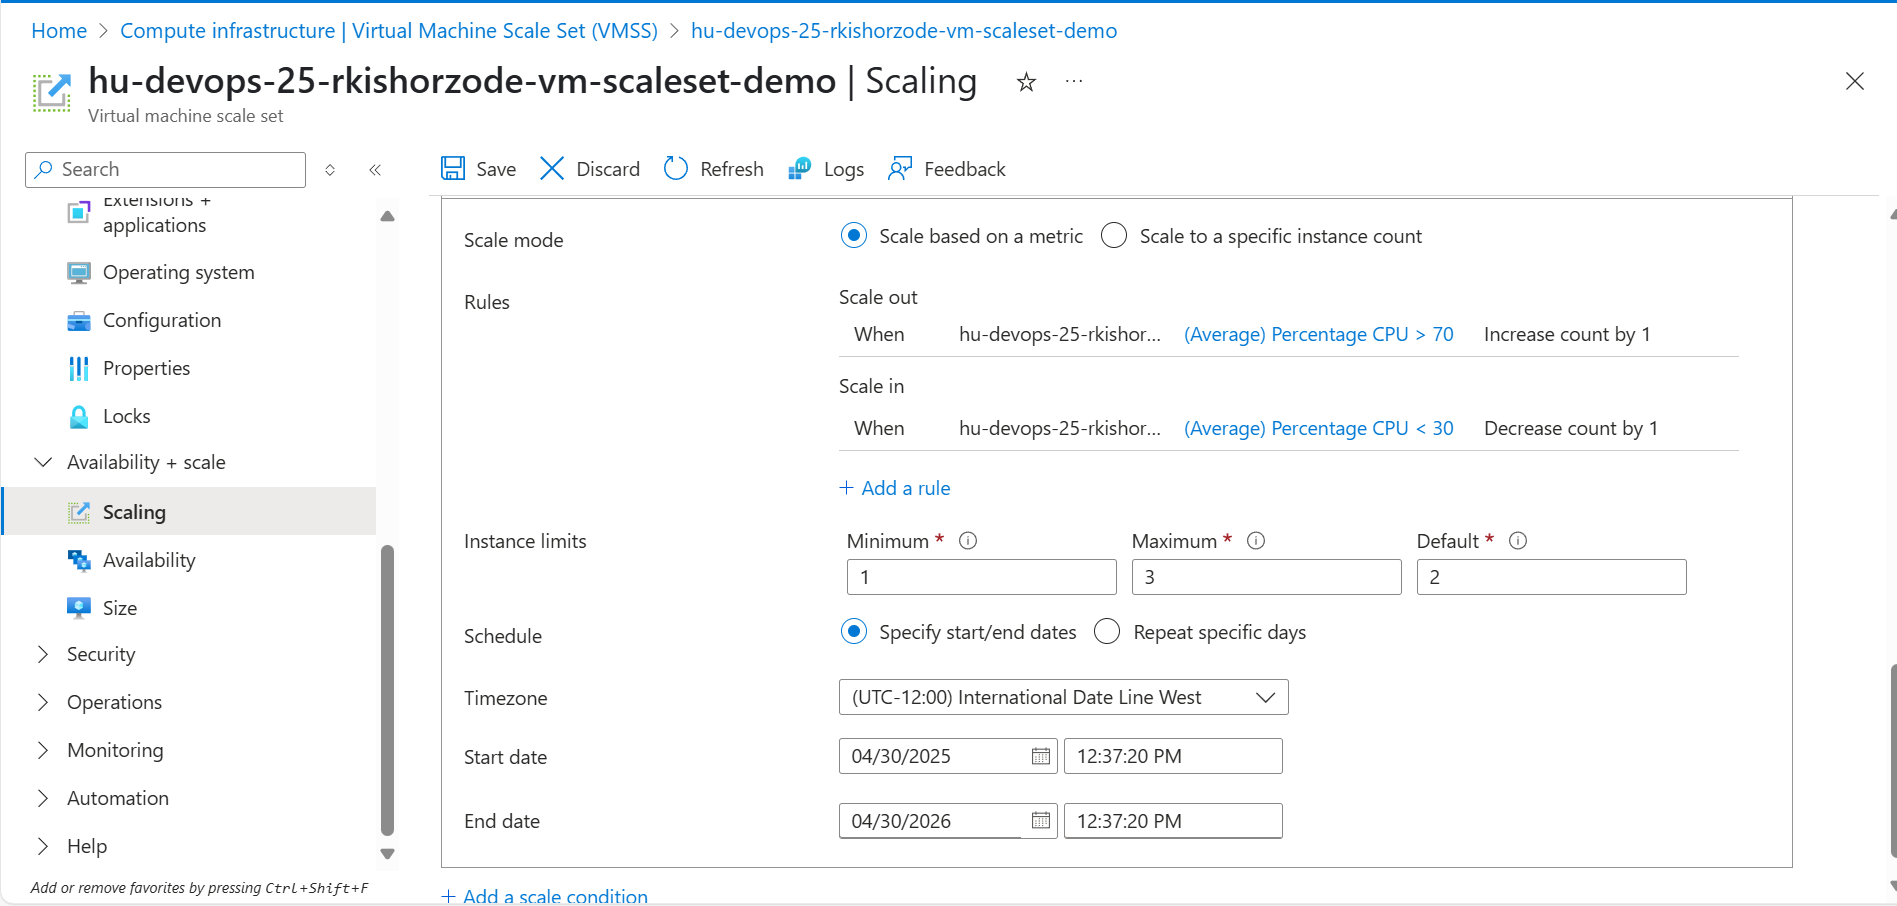 Home > Compute infrastructure | Virtual Machine Scale Set (VMSS) > hu-devops-25-rkishorzode-vm-scaleset-demo
hu-devops-25-rkishorzode-vm-scaleset-demo | Scaling
Virtual machine scale set
Search
Save Discard Refresh Logs Feedback
Extensions +
applications
Operating system
Configuration
Properties
Locks
Availability + scale
Scaling
Availability
Size
Security
Operations
Monitoring
Automation
Help
Add or remove favorites by pressing Ctrl+Shift+F
Scale mode
Scale based on a metric Scale to a specific instance count
Rules
Scale out
When hu-devops-25-rkishor... (Average) Percentage CPU > 70 Increase count by 1
Scale in
When hu-devops-25-rkishor... (Average) Percentage CPU < 30 Decrease count by 1
+ Add a rule
Instance limits
Minimum * Maximum * Default *
1 3 2
Schedule
Specify start/end dates Repeat specific days
Timezone
(UTC-12:00) International Date Line West
Start date
04/30/2025 12:37:20 PM
End date
04/30/2026 12:37:20 PM
+ Add a scale condition